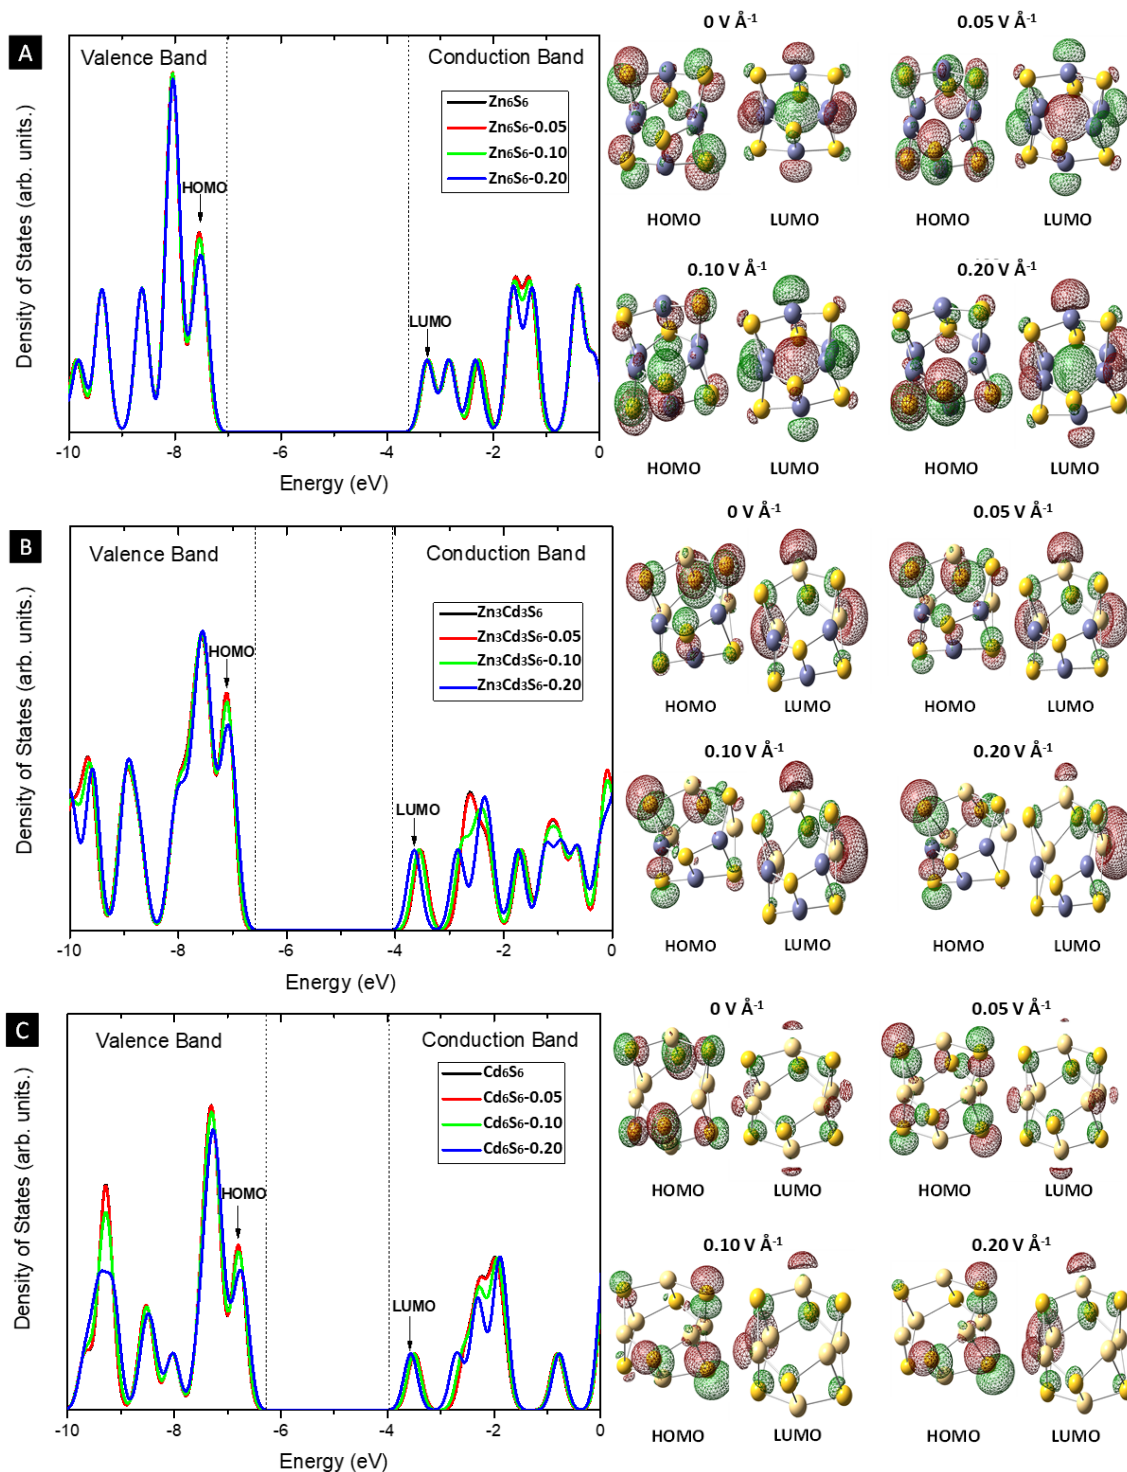 A
Valence Band
Conduction Band
Zn6S6
Zn6S6-0.05
Zn6S6-0.10
Zn6S6-0.20
HOMO
LUMO
Density of States (arb. units.)
-10
-8
-6
-4
-2
0
Energy (eV)
0 V Å-1
0.05 V Å-1
HOMO
LUMO
HOMO
LUMO
0.10 V Å-1
0.20 V Å-1
HOMO
LUMO
HOMO
LUMO
B
Valence Band
Conduction Band
Zn3Cd3S6
Zn3Cd3S6-0.05
Zn3Cd3S6-0.10
Zn3Cd3S6-0.20
HOMO
LUMO
Density of States (arb. units.)
-10
-8
-6
-4
-2
0
Energy (eV)
0 V Å-1
0.05 V Å-1
HOMO
LUMO
HOMO
LUMO
0.10 V Å-1
0.20 V Å-1
HOMO
LUMO
HOMO
LUMO
C
Valence Band
Conduction Band
Cd6S6
Cd6S6-0.05
Cd6S6-0.10
Cd6S6-0.20
HOMO
LUMO
Density of States (arb. units.)
-10
-8
-6
-4
-2
0
Energy (eV)
0 V Å-1
0.05 V Å-1
HOMO
LUMO
HOMO
LUMO
0.10 V Å-1
0.20 V Å-1
HOMO
LUMO
HOMO
LUMO